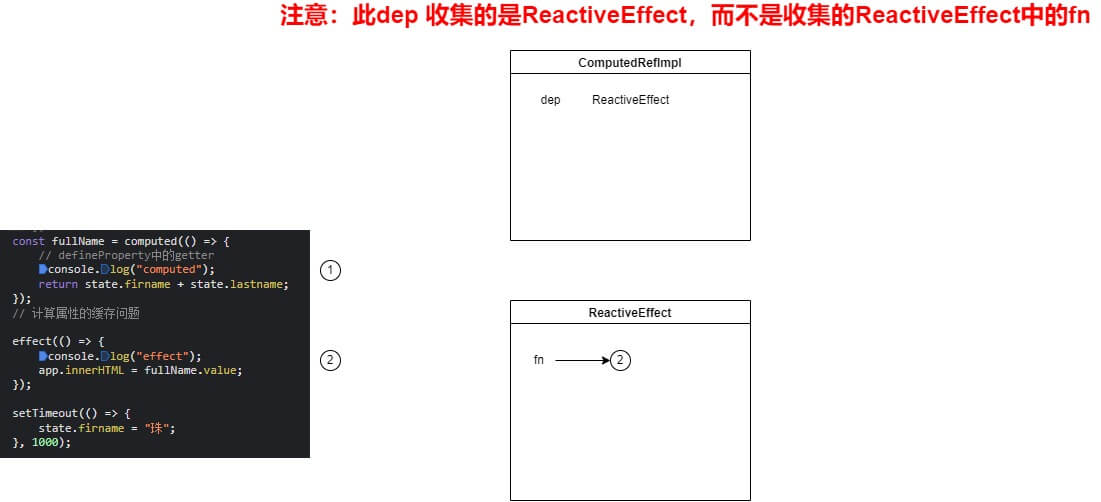 注意：此dep 收集的是ReactiveEffect，而不是收集的ReactiveEffect中的fn
ComputedRefImpl
dep ReactiveEffect
const fullName = computed(() => {
// defineProperty中的getter
console.log("computed");
return state.firname + state.lastname;
});
// 计算属性的缓存问题
effect(() => {
console.log("effect");
app.innerHTML = fullName.value;
});
setTimeout(() => {
state.firname = "珠";
}, 1000);
1
2
ReactiveEffect
fn 2